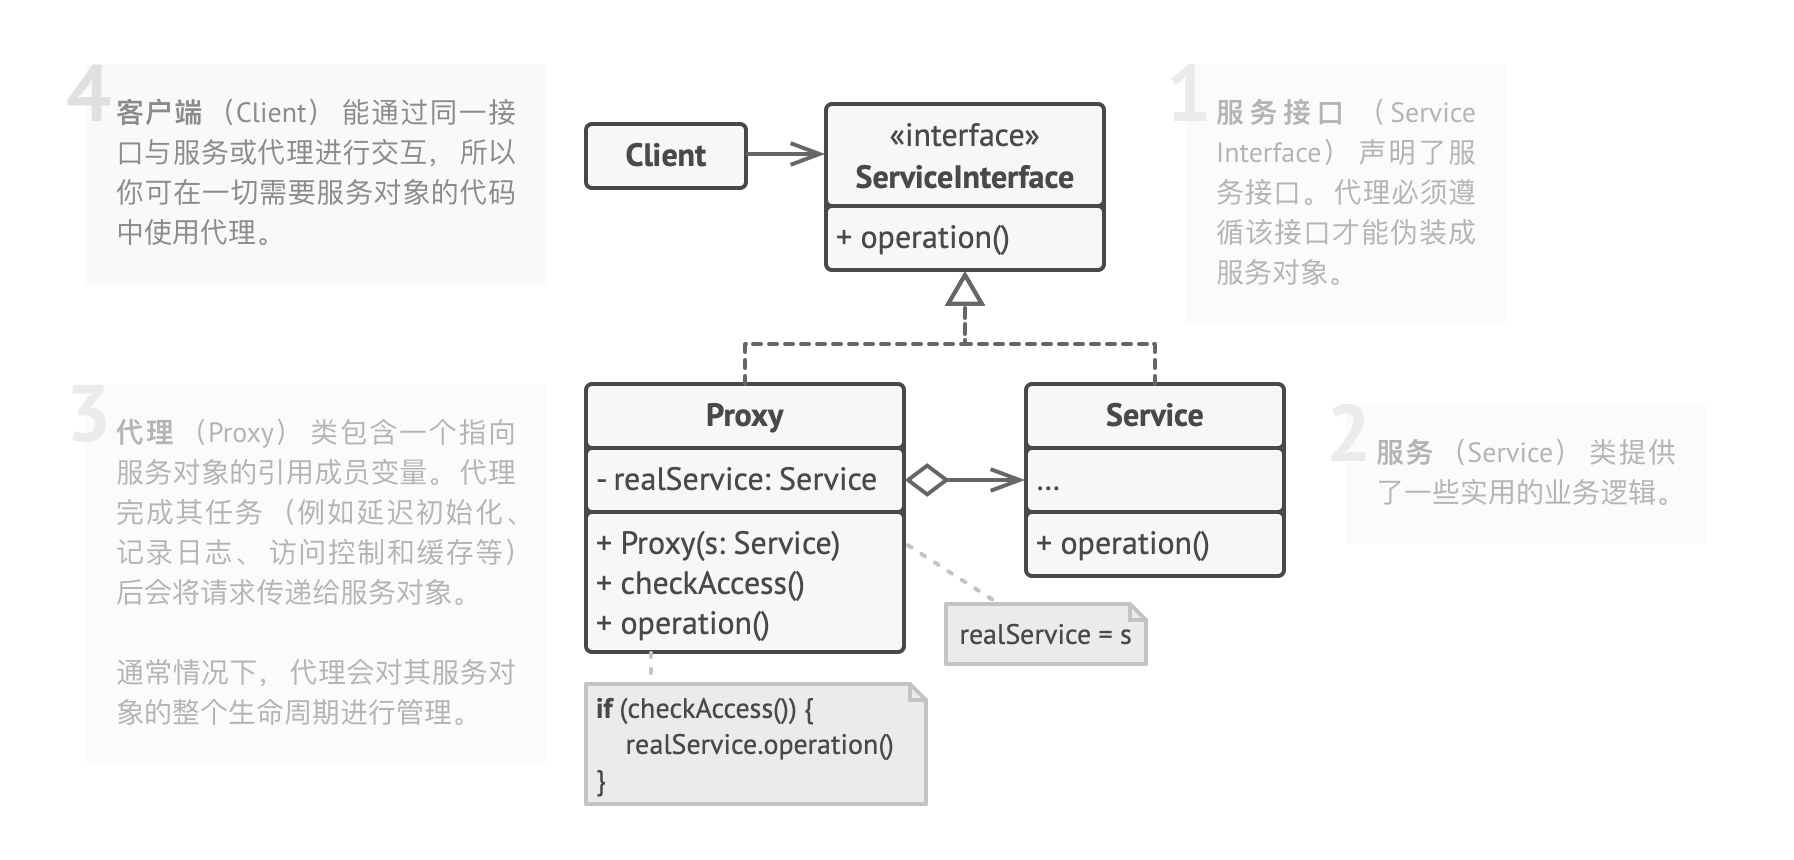 4
客户端 （Client） 能通过同一接
口与服务或代理进行交互， 所以
你可在一切需要服务对象的代码
中使用代理。
Client
«interface»
ServiceInterface
+ operation()
1
服务接口 （Service
Interface） 声明了服
务接口。 代理必须遵
循该接口才能伪装成
服务对象。
3
代理 （Proxy） 类包含一个指向
服务对象的引用成员变量。 代理
完成其任务 （例如延迟初始化、
记录日志、 访问控制和缓存等）
后会将请求传递给服务对象。
通常情况下， 代理会对其服务对
象的整个生命周期进行管理。
Proxy
- realService: Service
+ Proxy(s: Service)
+ checkAccess()
+ operation()
Service
...
+ operation()
2
服务 （Service） 类提供
了一些实用的业务逻辑。
realService = s
if (checkAccess()) {
realService.operation()
}